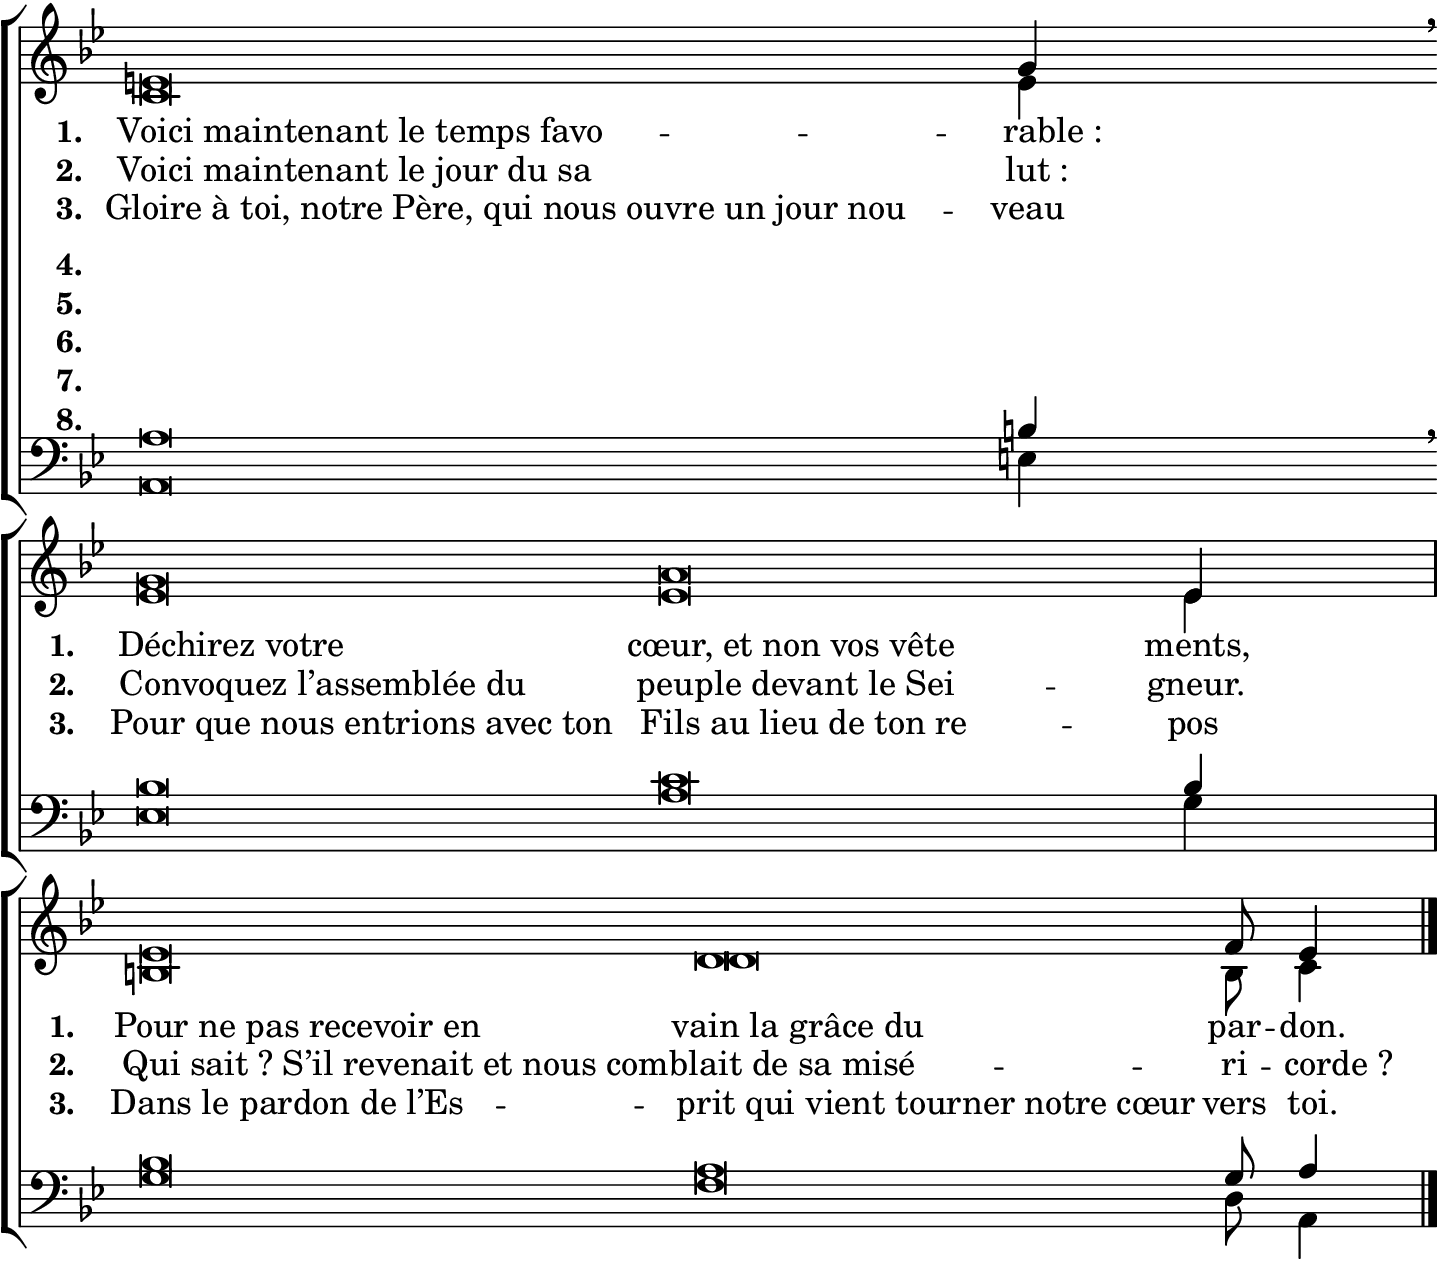 1. Voici maintenant le temps favo - - - rable :
2. Voici maintenant le jour du sa lut :
3. Gloire à toi, notre Père, qui nous ouvre un jour nou - veau
4.
5.
6.
7.
8.
1. Déchirez votre cœur, et non vos vête ments,
2. Convoquez l’assemblée du peuple devant le Sei - gneur.
3. Pour que nous entrions avec ton Fils au lieu de ton re - pos
1. Pour ne pas recevoir en vain la grâce du par - don.
2. Qui sait ? S’il revenait et nous comblait de sa misé - - ri - corde ?
3. Dans le pardon de l’Es - - prit qui vient tourner notre cœur vers toi.